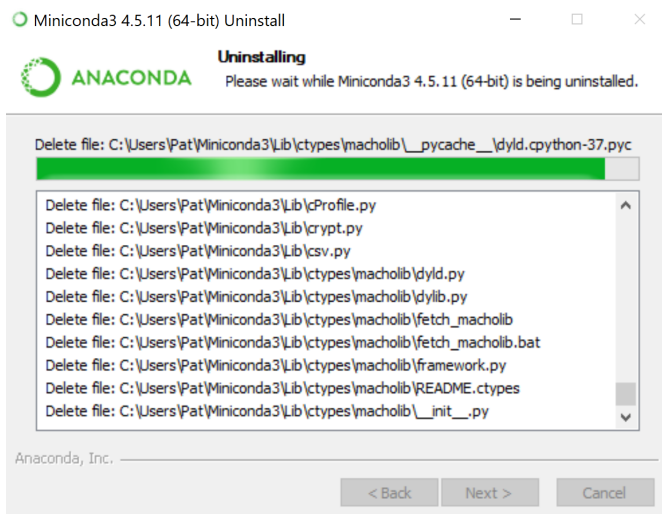 Miniconda3 4.5.11 (64-bit) Uninstall
ANACONDA
Uninstalling
Please wait while Miniconda3 4.5.11 (64-bit) is being uninstalled.
Delete file: C:\Users\Pat\Miniconda3\Lib\ctypes\macholib\__pycache__\dyld.cpython-37.pyc
Delete file: C:\Users\Pat\Miniconda3\Lib\cProfile.py
Delete file: C:\Users\Pat\Miniconda3\Lib\crypt.py
Delete file: C:\Users\Pat\Miniconda3\Lib\csv.py
Delete file: C:\Users\Pat\Miniconda3\Lib\ctypes\macholib\dyld.py
Delete file: C:\Users\Pat\Miniconda3\Lib\ctypes\macholib\dylib.py
Delete file: C:\Users\Pat\Miniconda3\Lib\ctypes\macholib\fetch_macholib
Delete file: C:\Users\Pat\Miniconda3\Lib\ctypes\macholib\fetch_macholib.bat
Delete file: C:\Users\Pat\Miniconda3\Lib\ctypes\macholib\framework.py
Delete file: C:\Users\Pat\Miniconda3\Lib\ctypes\macholib\README.ctypes
Delete file: C:\Users\Pat\Miniconda3\Lib\ctypes\macholib\__init__.py
Anaconda, Inc.
< Back Next > Cancel